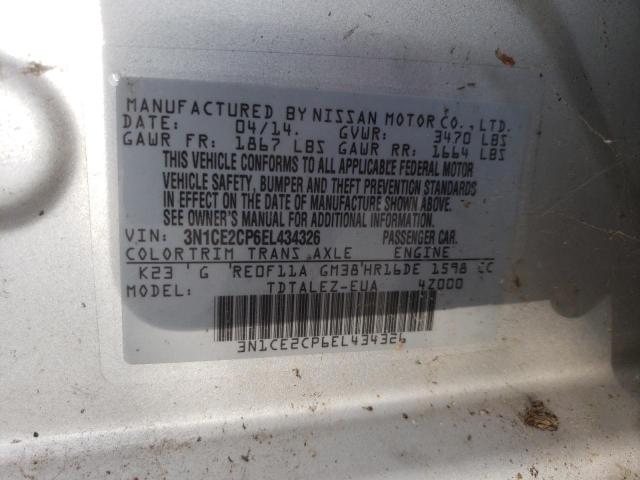 MANUFACTURED BY NISSAN MOTOR CO., LTD.
DATE: 04/14. GVWR: 3470 LBS
GAWR FR: 1867 LBS GAWR RR: 1664 LBS
THIS VEHICLE CONFORMS TO ALL APPLICABLE FEDERAL MOTOR
VEHICLE SAFETY, BUMPER AND THEFT PREVENTION STANDARDS
IN EFFECT ON THE DATE OF MANUFACTURE SHOWN ABOVE.
SEE OWNER'S MANUAL FOR ADDITIONAL INFORMATION.
VIN: 3N1CE2CP6EL434326 PASSENGER CAR.
COLOR TRIM TRANS AXLE ENGINE
K23 G RE0F11A GM38 HR16DE 1598 CC
MODEL: TDTALEZ-EUA 4Z000
3N1CE2CP6EL434326